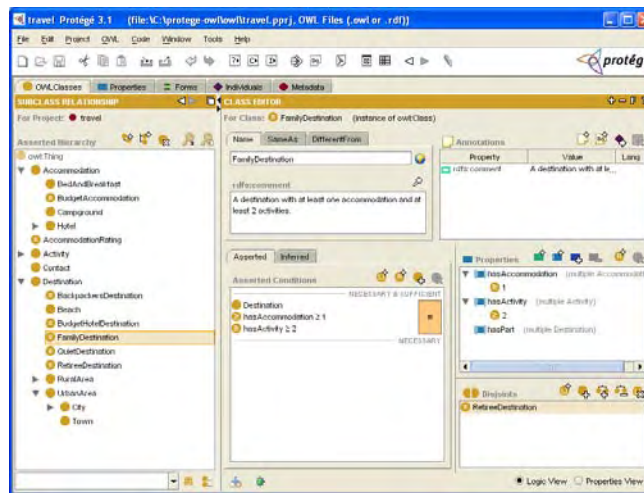 travel Protégé 3.1 (file:\C:\protege-owl\owl\travel.pprj, OWL Files (.owl or .rdf))
File Edit Project OWL Code Window Tools Help
protégé
OWLClasses Properties Forms Individuals Metadata
SUBCLASS RELATIONSHIP
For Project: travel
Asserted Hierarchy
owl:Thing
Accommodation
BedAndBreakfast
BudgetAccommodation
Campground
Hotel
AccommodationRating
Activity
Contact
Destination
BackpackersDestination
Beach
BudgetHotelDestination
FamilyDestination
QuietDestination
RetireeDestination
RuralArea
UrbanArea
City
Town
CLASS EDITOR
For Class: FamilyDestination (instance of owl:Class)
Name SameAs DifferentFrom
FamilyDestination
rdfs:comment
A destination with at least one accommodation and at
least 2 activities.
Annotations
Property Value Lang
rdfs:comment A destination with at le...
Asserted Inferred
Asserted Conditions
NECESSARY & SUFFICIENT
Destination
hasAccommodation ≥ 1
hasActivity ≥ 2
NECESSARY
Properties
hasAccommodation (multiple Accommodati
1
hasActivity (multiple Activity)
2
hasPart (multiple Destination)
Disjoints
RetireeDestination
Logic View Properties View